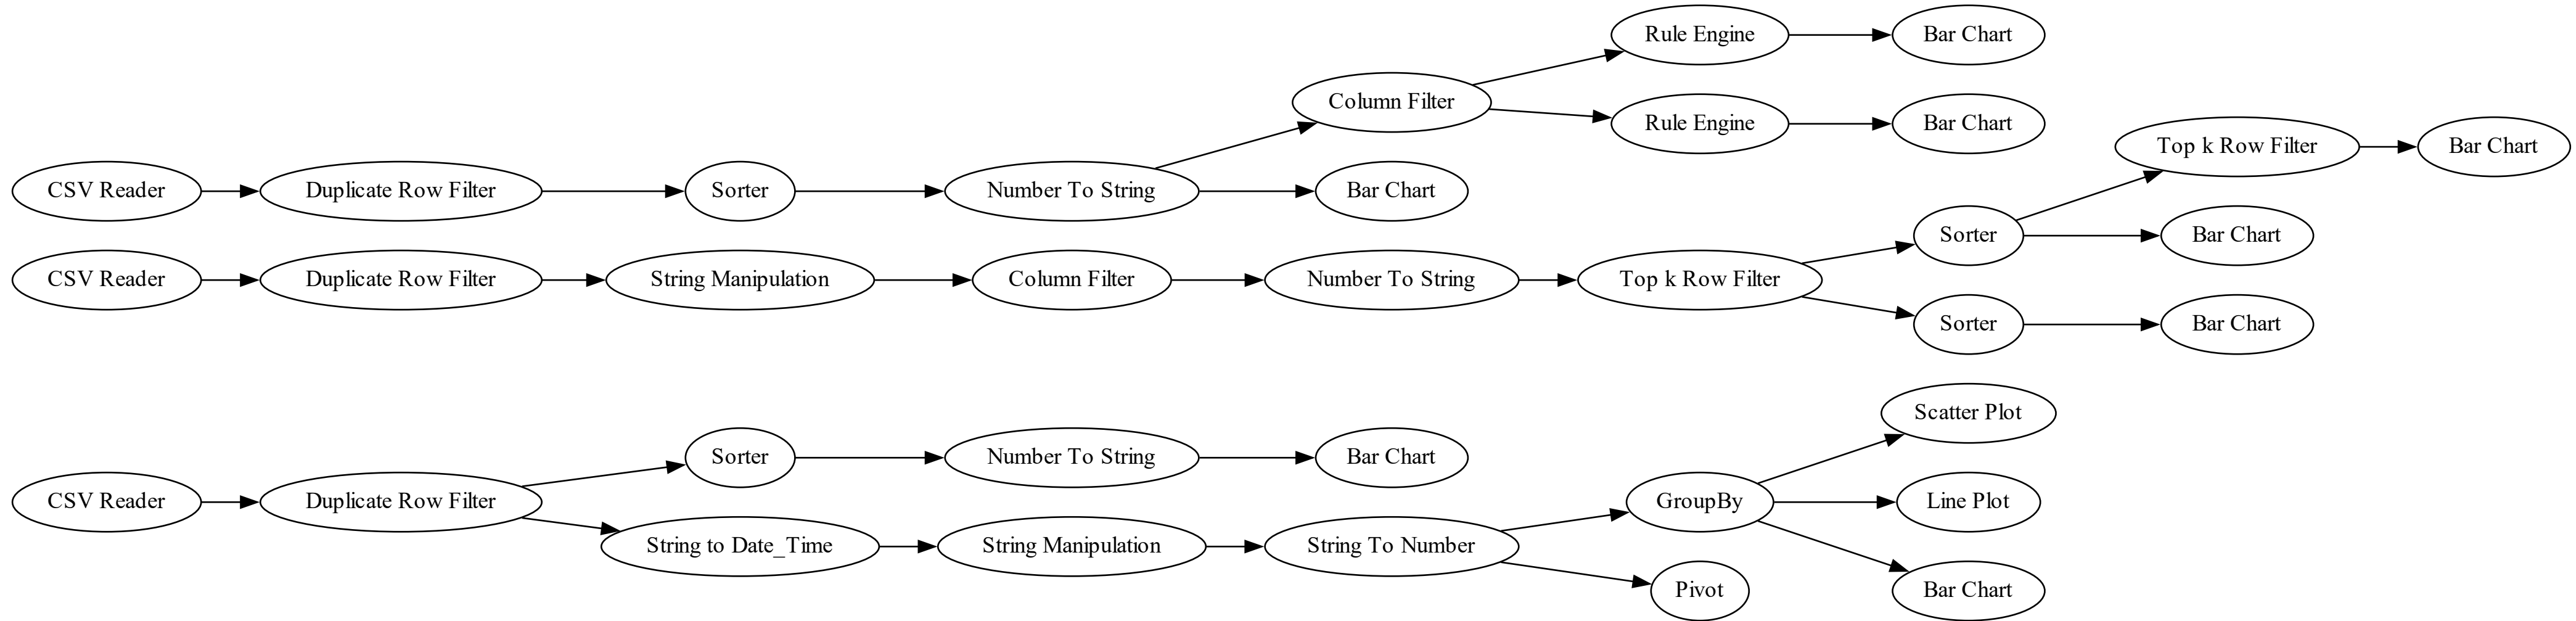 Rule Engine
Bar Chart
Column Filter
Rule Engine
Bar Chart
Top k Row Filter
Bar Chart
CSV Reader
Duplicate Row Filter
Sorter
Number To String
Bar Chart
Sorter
Bar Chart
CSV Reader
Duplicate Row Filter
String Manipulation
Column Filter
Number To String
Top k Row Filter
Sorter
Bar Chart
Scatter Plot
Sorter
Number To String
Bar Chart
CSV Reader
Duplicate Row Filter
GroupBy
Line Plot
String to Date_Time
String Manipulation
String To Number
Pivot
Bar Chart